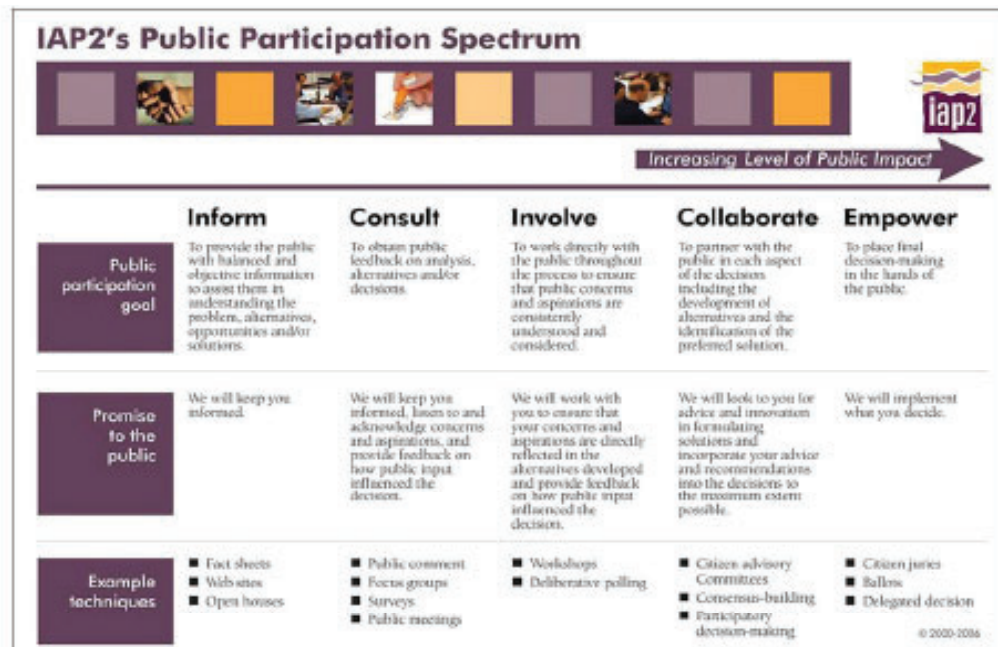 IAP2's Public Participation Spectrum
iap2
Increasing Level of Public Impact
Inform
Consult
Involve
Collaborate
Empower
Public
participation
goal
To provide the public
with balanced and
objective information
to assist them in
understanding the
problem, alternatives,
opportunities and/or
solutions.
To obtain public
feedback on analysis,
alternatives and/or
decisions.
To work directly with
the public throughout
the process to ensure
that public concerns
and aspirations are
consistently
understood and
considered.
To partner with the
public in each aspect
of the decision
including the
development of
alternatives and the
identification of the
preferred solution.
To place final
decision-making
in the hands of
the public.
Promise
to the
public
We will keep you
informed.
We will keep you
informed, listen to and
acknowledge concerns
and aspirations, and
provide feedback on
how public input
influenced the
decision.
We will work with
you to ensure that
your concerns and
aspirations are directly
reflected in the
alternatives developed
and provide feedback
on how public input
influenced the
decision.
We will look to you for
advice and innovation
in formulating
solutions and
incorporate your advice
and recommendations
into the decisions to
the maximum extent
possible.
We will implement
what you decide.
Example
techniques
■ Fact sheets
■ Web sites
■ Open houses
■ Public comment
■ Focus groups
■ Surveys
■ Public meetings
■ Workshops
■ Deliberative polling
■ Citizen advisory
Committees
■ Consensus-building
■ Participatory
decision-making
■ Citizen juries
■ Ballots
■ Delegated decision
© 2000-2006